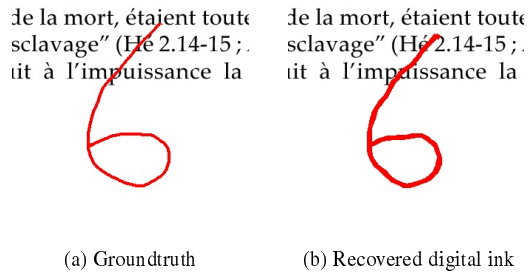 de la mort, étaient toute
sclavage” (Hé 2.14-15 ;
it à l’impuissance la
6
(a) Groundtruth
de la mort, étaient toute
sclavage” (Hé 2.14-15 ;
it à l’impuissance la
6
(b) Recovered digital ink